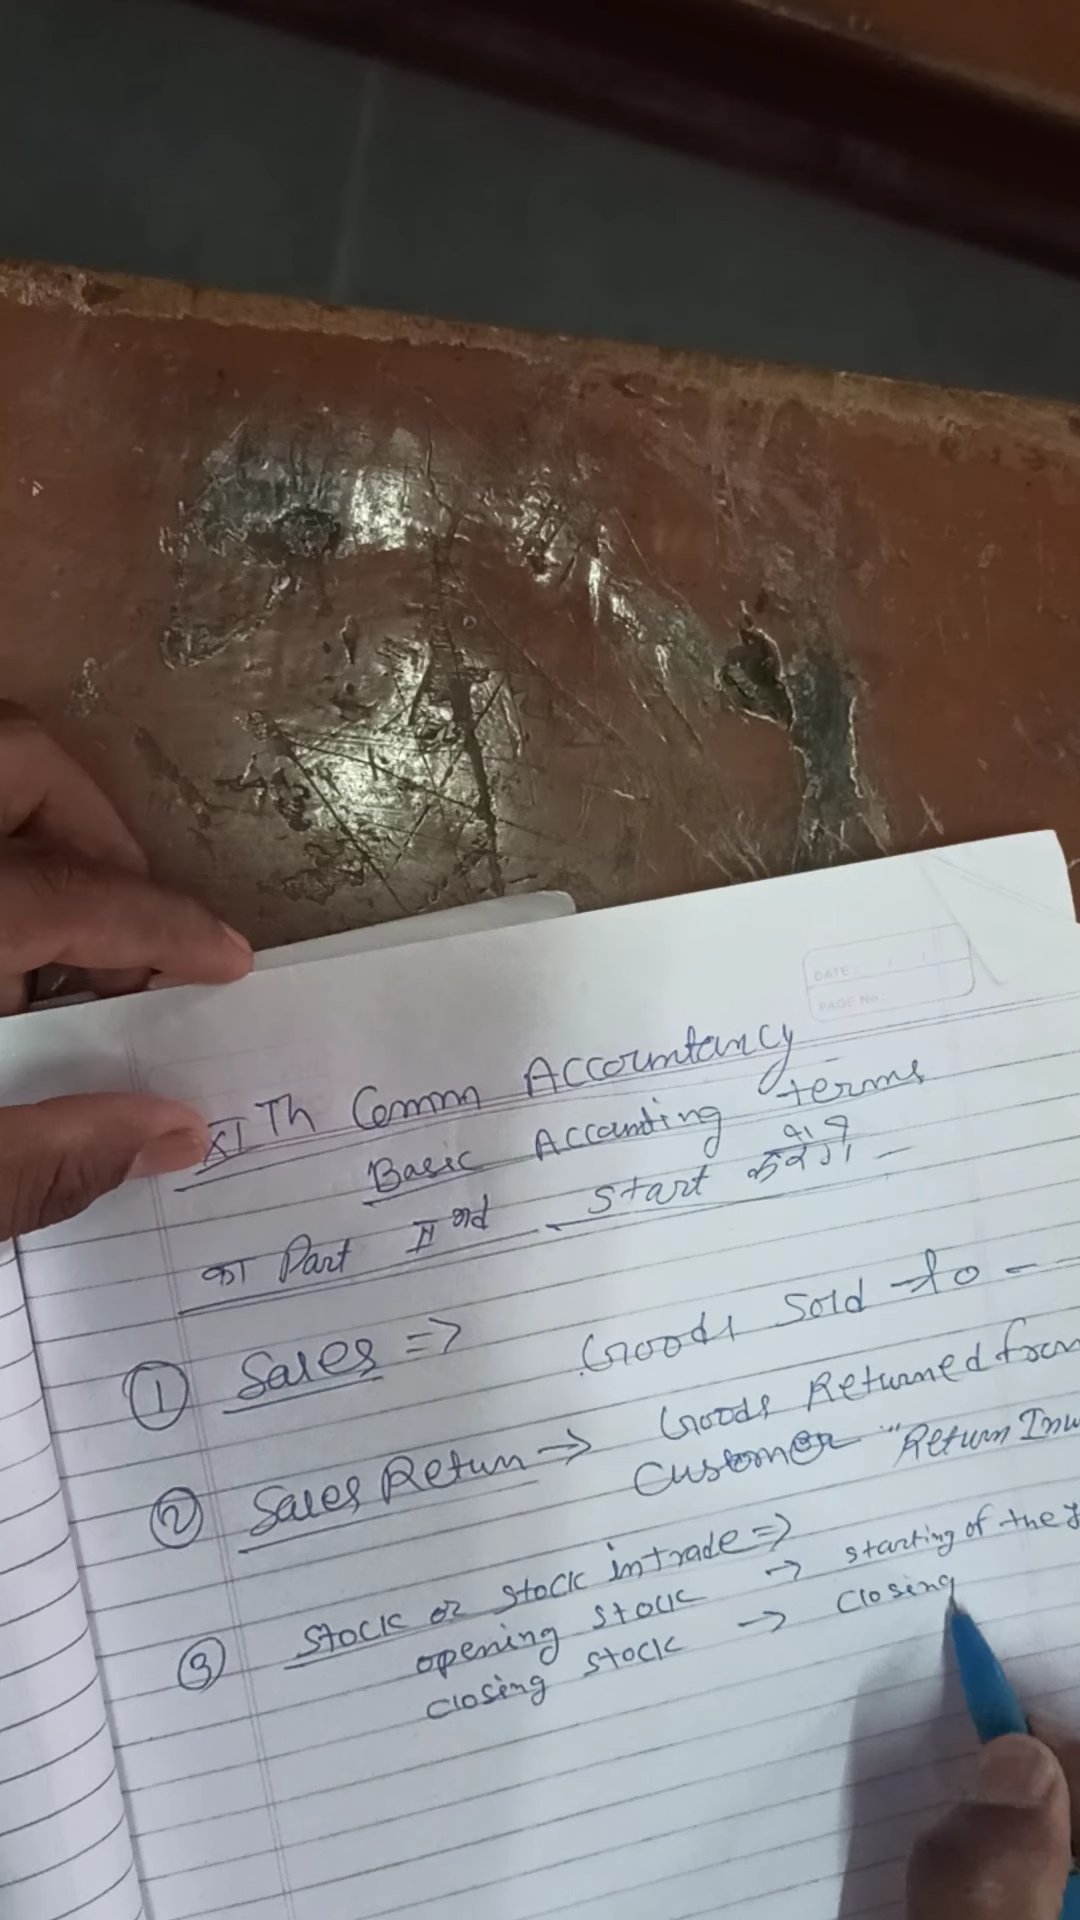 DATE: / /
PAGE No.:
XI Th Comm Accountancy
Basic Accounting terms
का Part II nd start करेंगे
① Sales => Goods Sold to - -
② Sales Retun -> Goods Returned from
Customer "Return Inw
③ Stock or stock in trade =>
opening stock -> starting of the y
closing stock -> closing